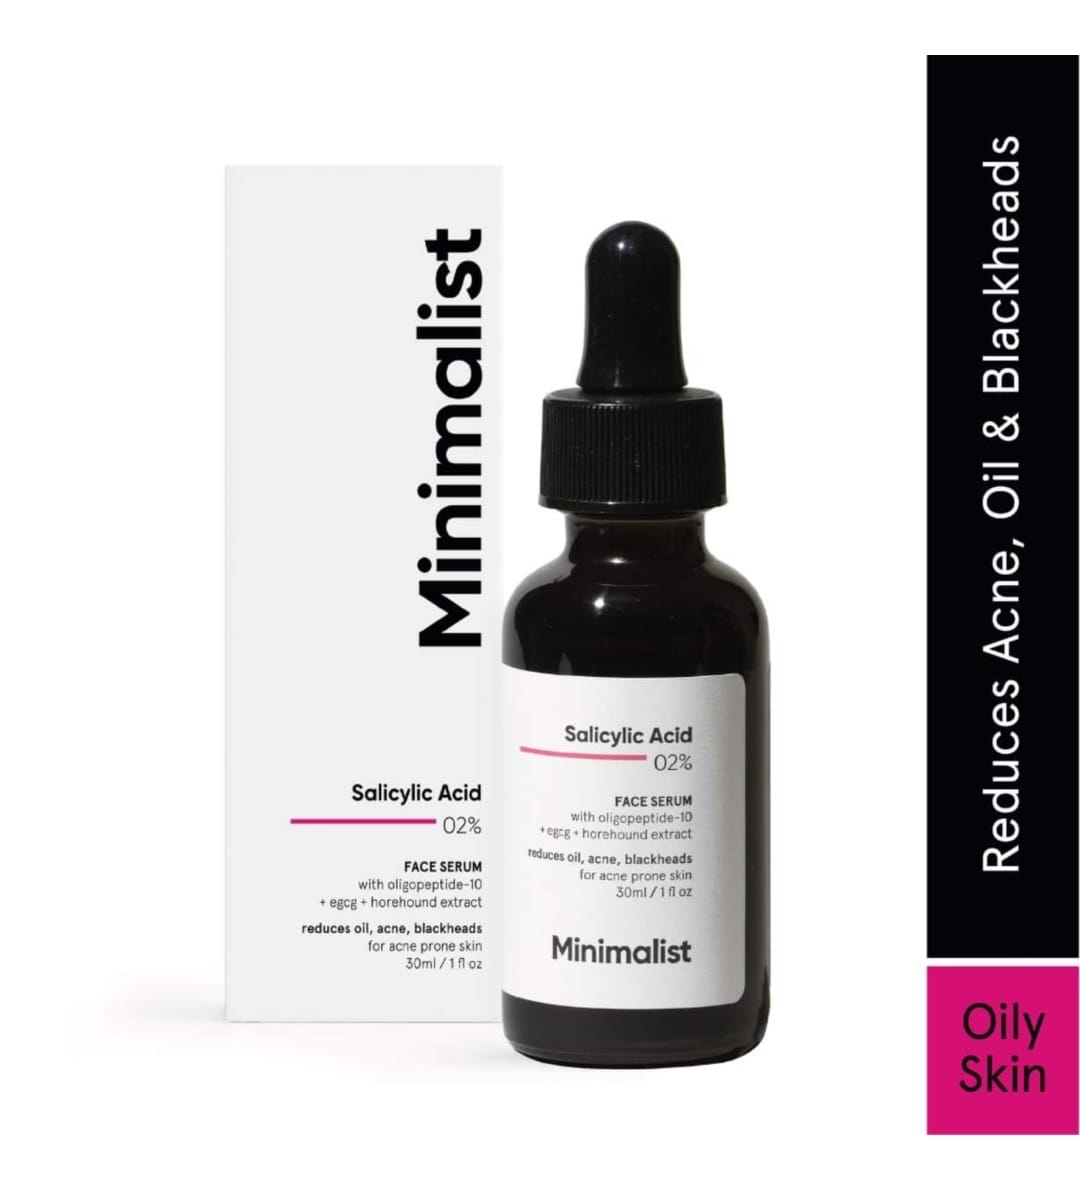 Minimalist
Salicylic Acid
02%
FACE SERUM
with oligopeptide-10
+ egcg + horehound extract
reduces oil, acne, blackheads
for acne prone skin
30ml / 1 fl oz
Salicylic Acid
02%
FACE SERUM
with oligopeptide-10
+ egcg + horehound extract
reduces oil, acne, blackheads
for acne prone skin
30ml / 1 fl oz
Minimalist
Reduces Acne, Oil & Blackheads
Oily
Skin